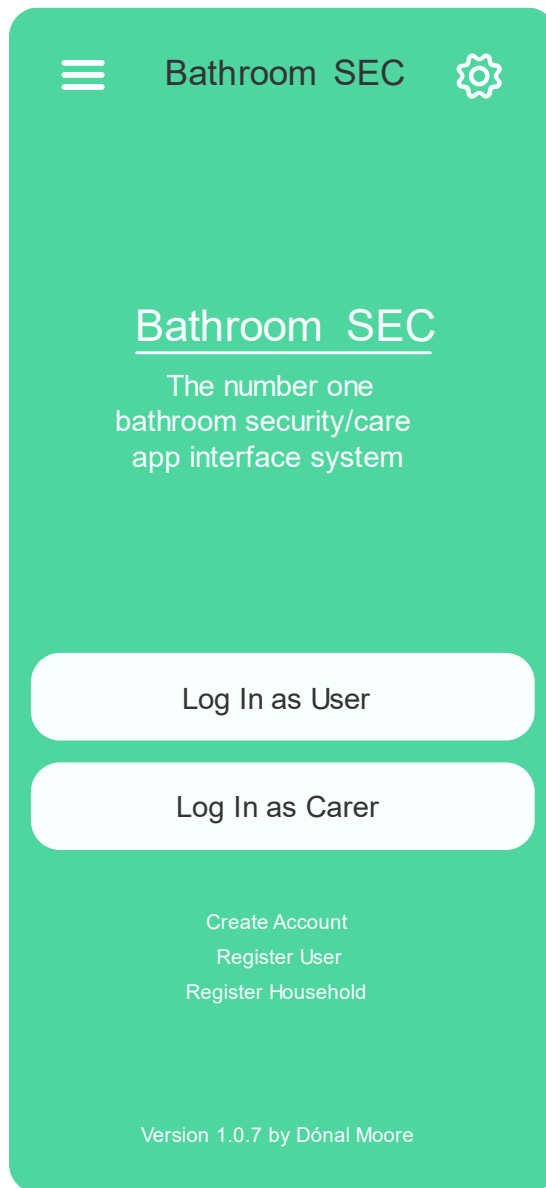 Bathroom SEC
Bathroom SEC
The number one
bathroom security/care
app interface system
Log In as User
Log In as Carer
Create Account
Register User
Register Household
Version 1.0.7 by Dónal Moore